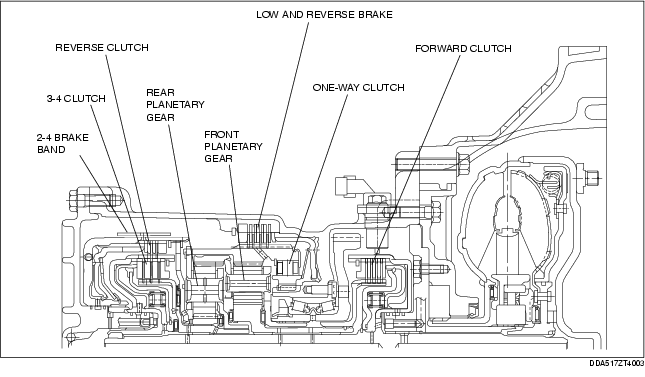 LOW AND REVERSE BRAKE
REVERSE CLUTCH
FORWARD CLUTCH
3-4 CLUTCH
REAR
PLANETARY
GEAR
ONE-WAY CLUTCH
2-4 BRAKE
BAND
FRONT
PLANETARY
GEAR
DDA517ZT4003